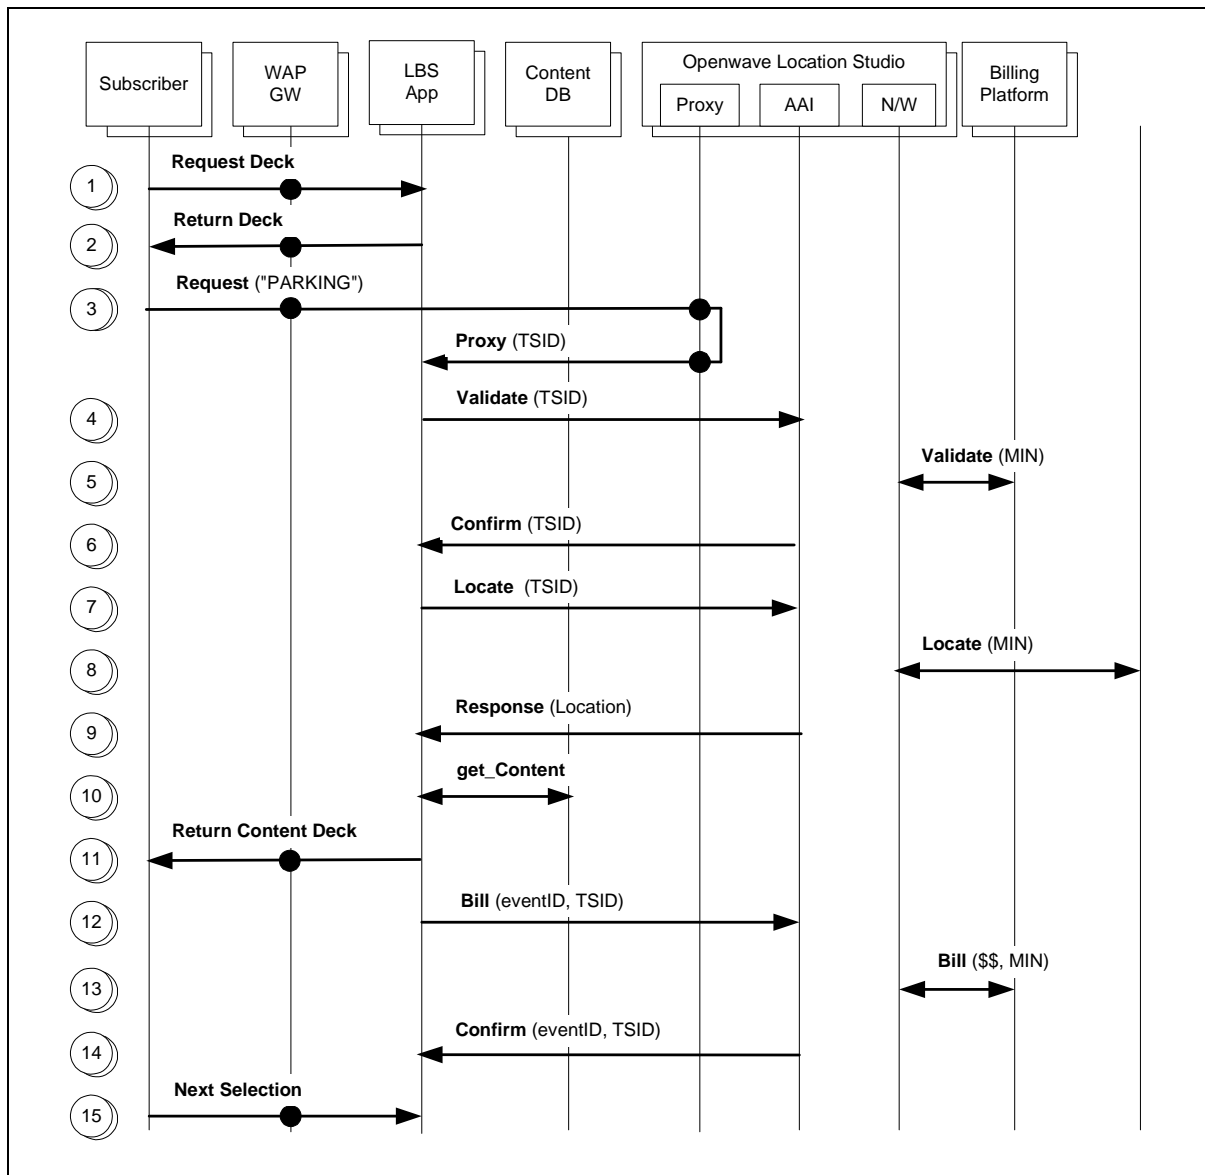 Subscriber
WAP
GW
LBS
App
Content
DB
Openwave Location Studio
Proxy
AAI
N/W
Billing
Platform
Request Deck
1
Return Deck
2
Request ("PARKING")
3
Proxy (TSID)
Validate (TSID)
4
Validate (MIN)
5
Confirm (TSID)
6
Locate (TSID)
7
Locate (MIN)
8
Response (Location)
9
get_Content
10
Return Content Deck
11
Bill (eventID, TSID)
12
Bill ($$, MIN)
13
Confirm (eventID, TSID)
14
Next Selection
15